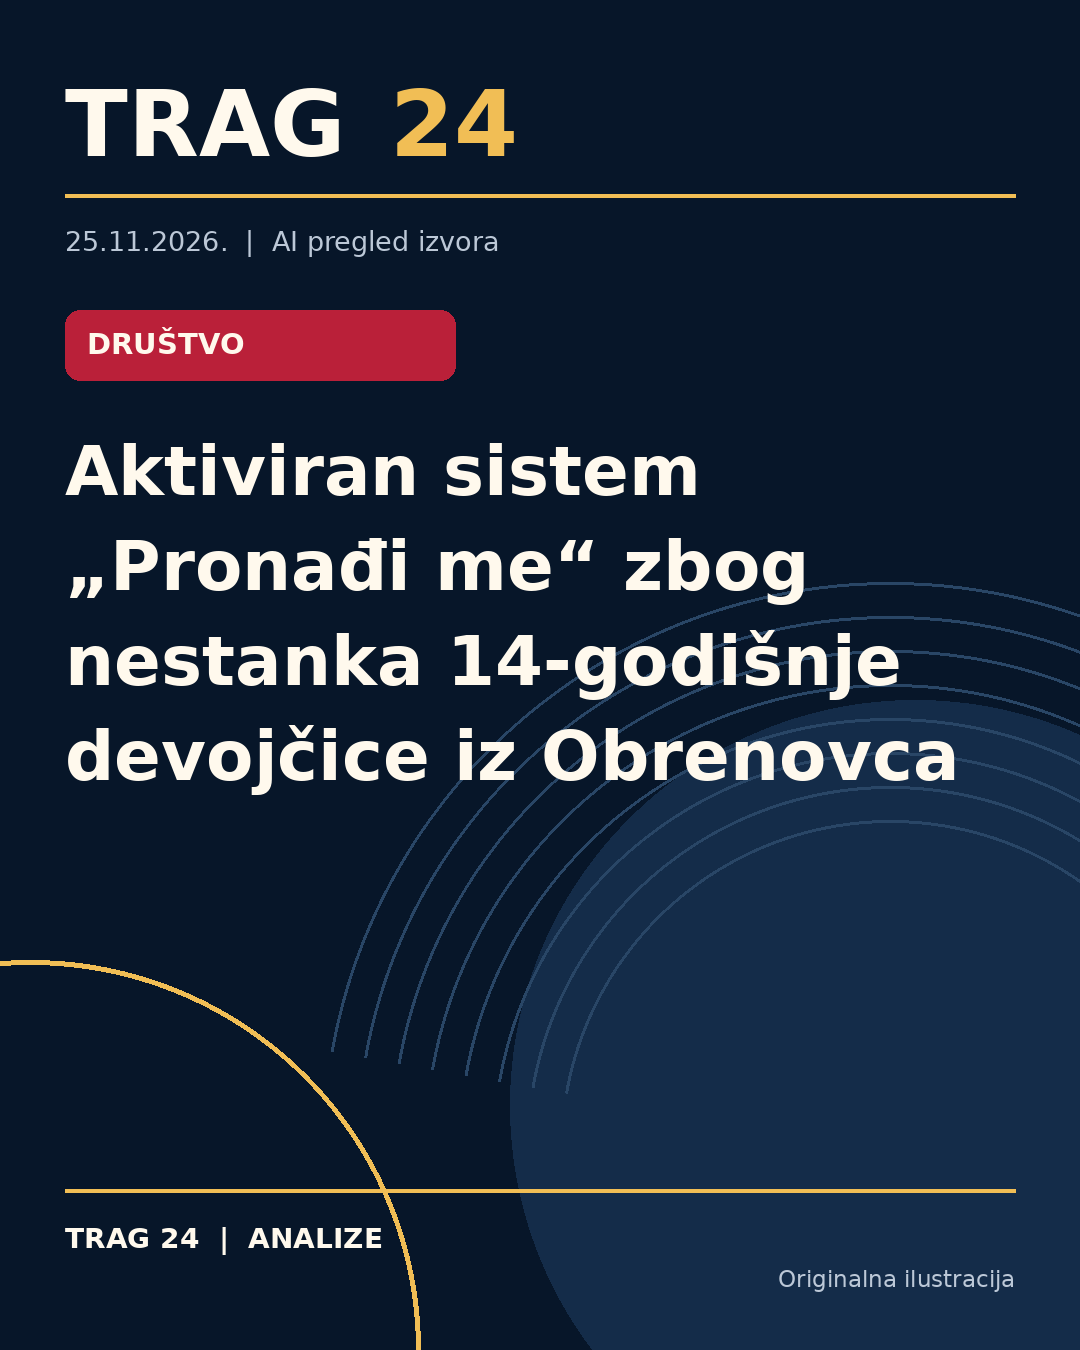 TRAG 24
25.11.2026. | AI pregled izvora
DRUŠTVO
Aktiviran sistem
„Pronađi me“ zbog
nestanka 14-godišnje
devojčice iz Obrenovca
TRAG 24 | ANALIZE
Originalna ilustracija